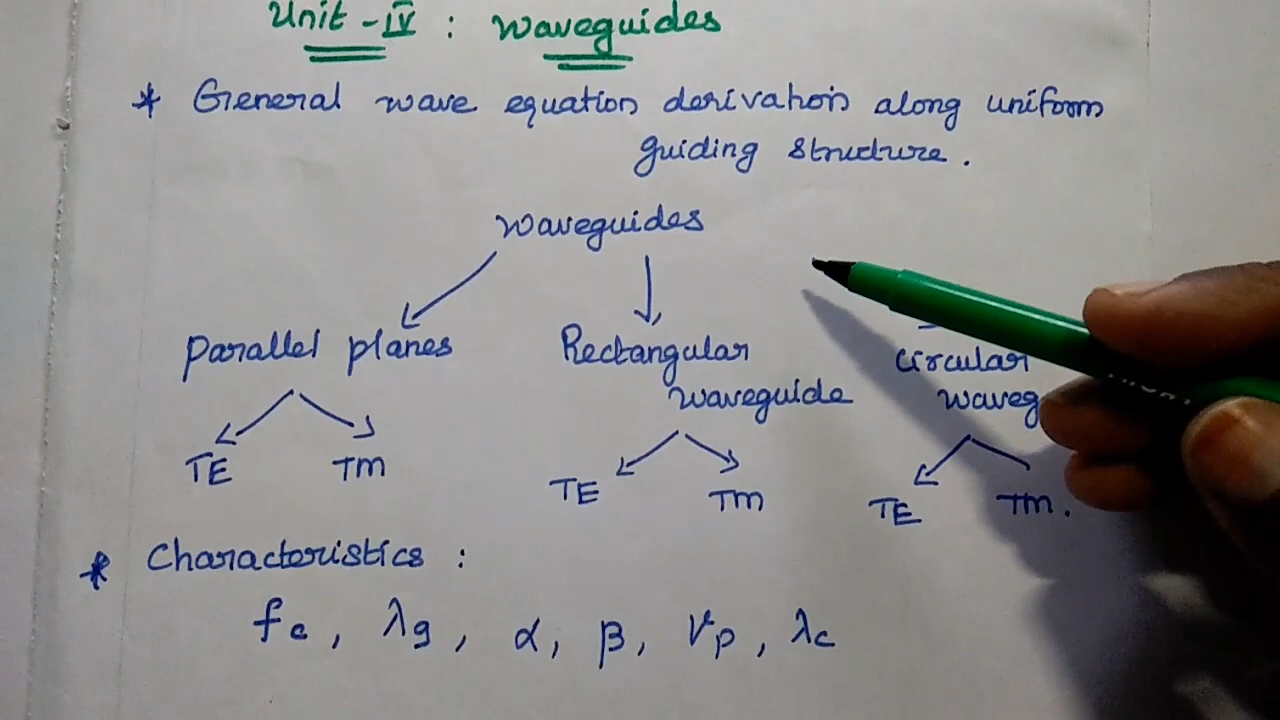 Unit - IV : Waveguides
* General wave equation derivation along uniform
guiding structure.
Waveguides
Parallel planes
Rectangular
waveguide
Circular
TE TM
TE TM
TE TM.
* Characteristics :
fc, λg, α, β, Vp, λc